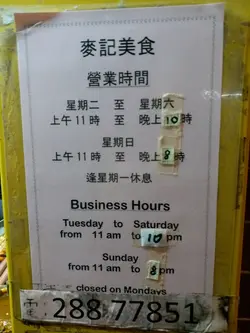 麥記美食
營業時間
星期二 至 星期六
上午11時 至 晚上10時
星期日
上午11時 至 晚上8時
逢星期一休息
Business Hours
Tuesday to Saturday
from 11 am to 10 pm
Sunday
from 11 am to 8 pm
closed on Mondays
電 288 77851